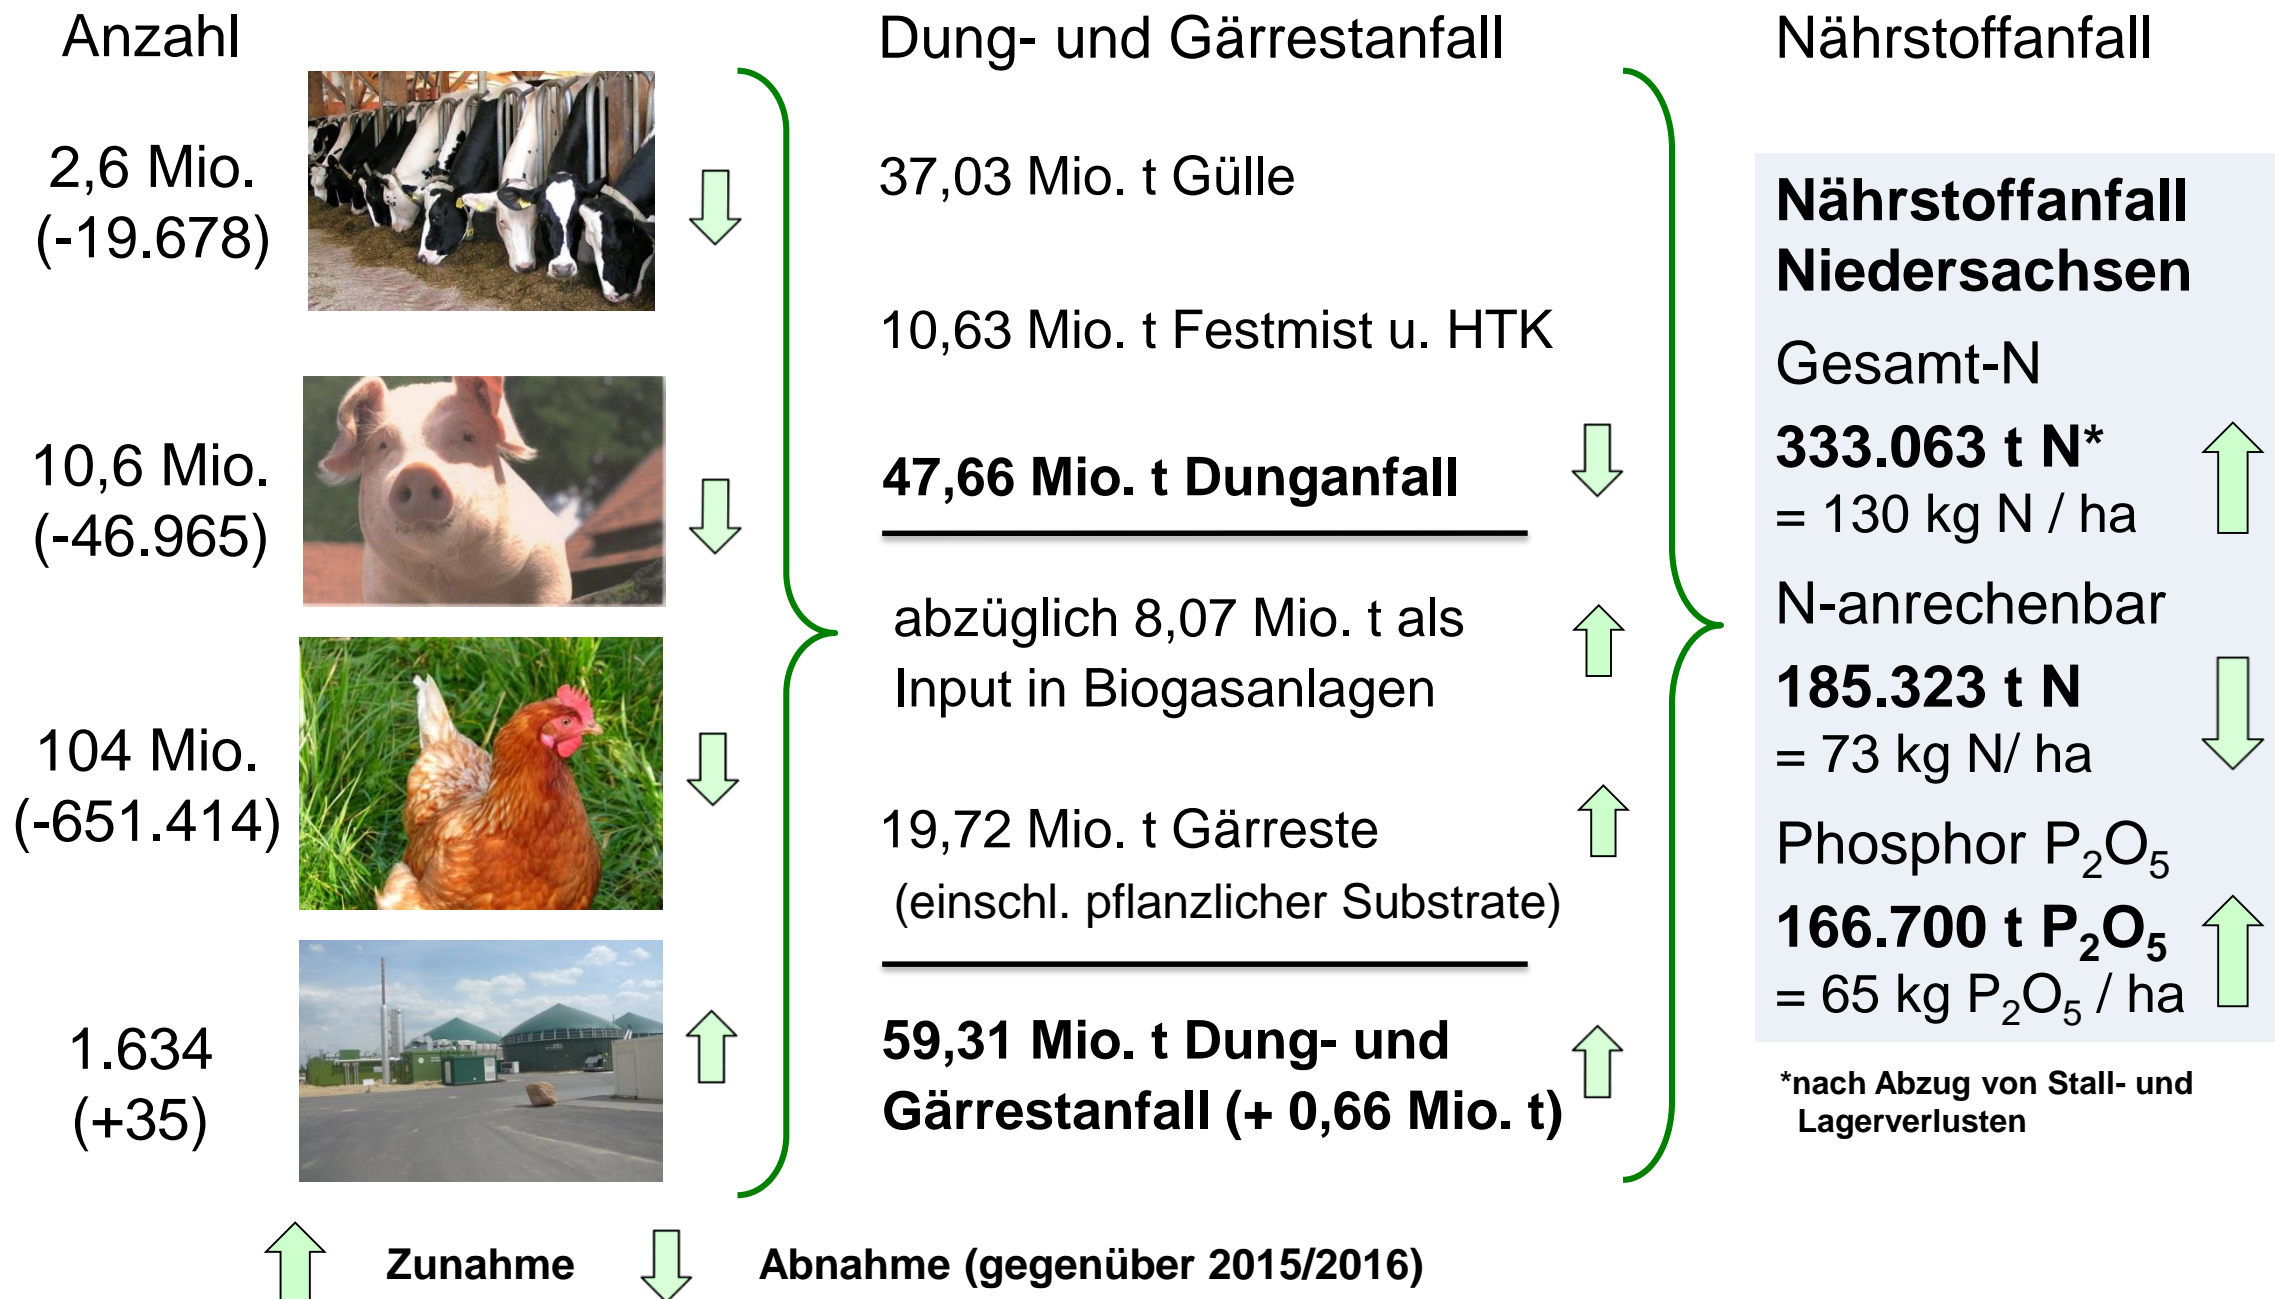 Anzahl
2,6 Mio.
(-19.678)
10,6 Mio.
(-46.965)
104 Mio.
(-651.414)
1.634
(+35)
Dung- und Gärrestanfall
37,03 Mio. t Gülle
10,63 Mio. t Festmist u. HTK
47,66 Mio. t Dunganfall
abzüglich 8,07 Mio. t als
Input in Biogasanlagen
19,72 Mio. t Gärreste
(einschl. pflanzlicher Substrate)
59,31 Mio. t Dung- und
Gärrestanfall (+ 0,66 Mio. t)
Nährstoffanfall
Nährstoffanfall
Niedersachsen
Gesamt-N
333.063 t N*
= 130 kg N / ha
N-anrechenbar
185.323 t N
= 73 kg N/ ha
Phosphor P₂O₅
166.700 t P₂O₅
= 65 kg P₂O₅ / ha
*nach Abzug von Stall- und
Lagerverlusten
Zunahme Abnahme (gegenüber 2015/2016)